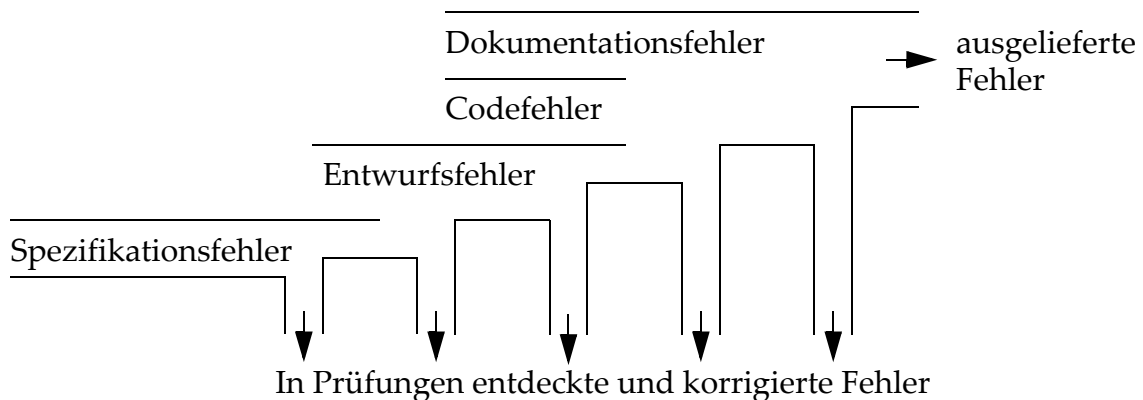 Dokumentationsfehler
ausgelieferte
Fehler
Codefehler
Entwurfsfehler
Spezifikationsfehler
In Prüfungen entdeckte und korrigierte Fehler